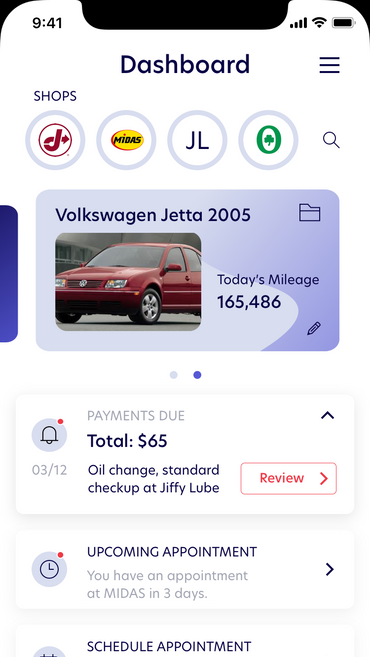 9:41
Dashboard
SHOPS
MIDAS
JL
Volkswagen Jetta 2005
Today's Mileage
165,486
PAYMENTS DUE
Total: $65
03/12
Oil change, standard
checkup at Jiffy Lube
Review
UPCOMING APPOINTMENT
You have an appointment
at MIDAS in 3 days.
SCHEDULE APPOINTMENT